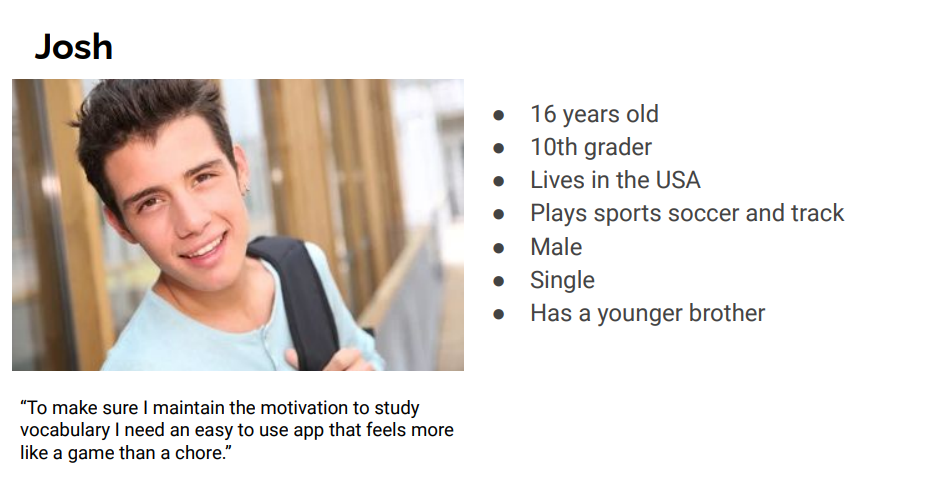 Josh
● 16 years old
● 10th grader
● Lives in the USA
● Plays sports soccer and track
● Male
● Single
● Has a younger brother
“To make sure I maintain the motivation to study
vocabulary I need an easy to use app that feels more
like a game than a chore.”